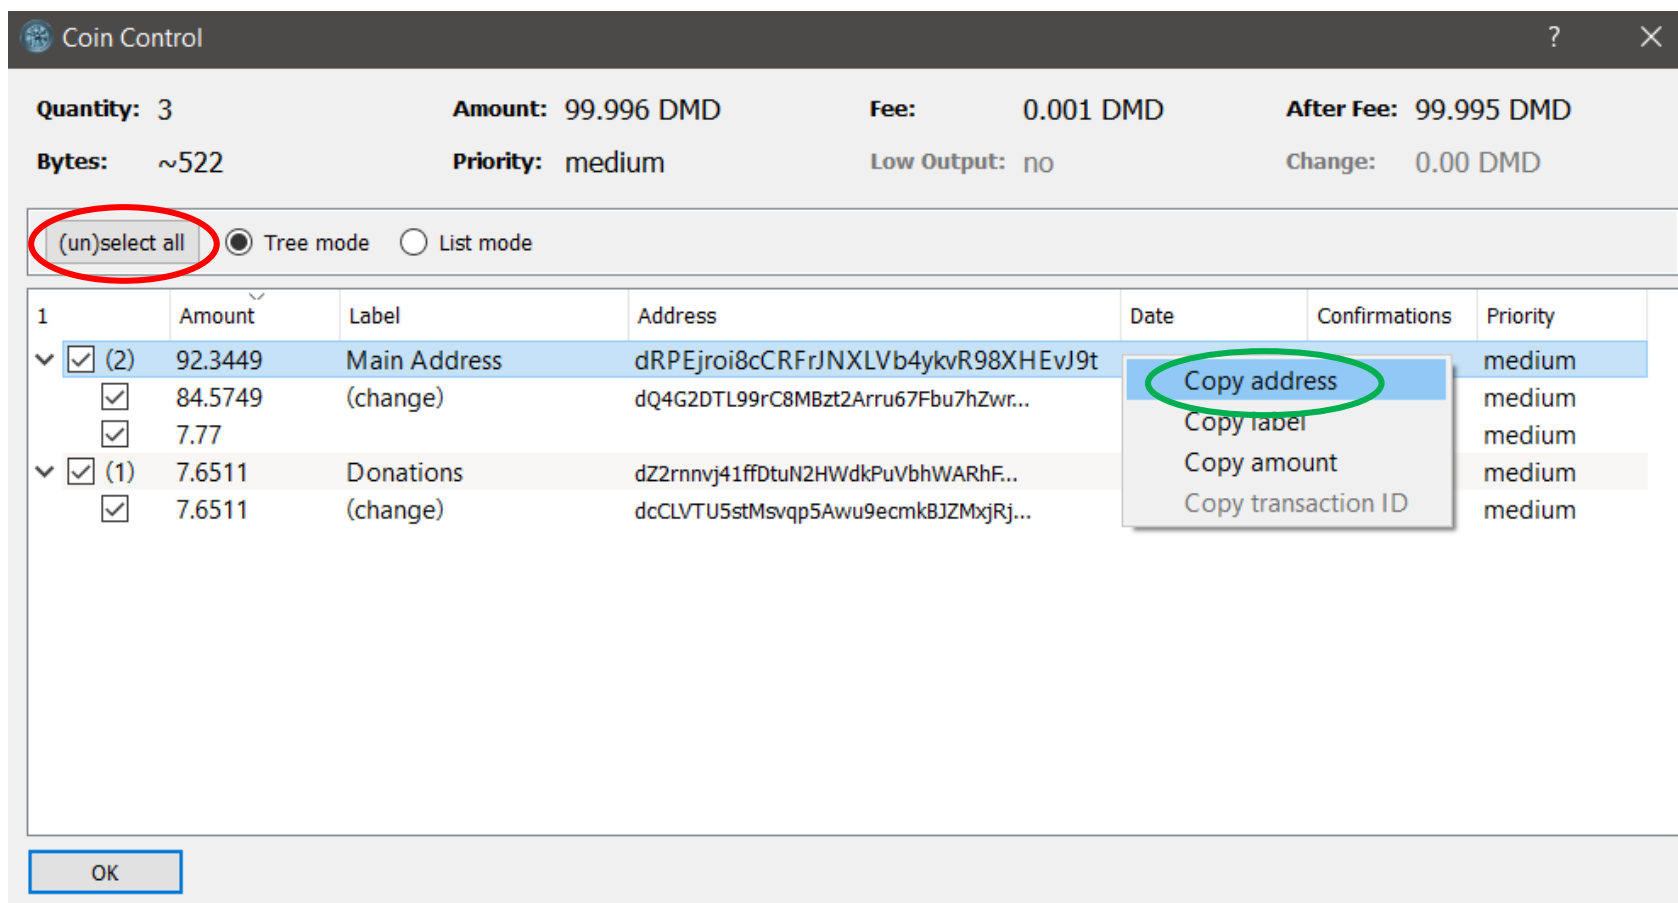 Coin Control ?
Quantity: 3 Amount: 99.996 DMD Fee: 0.001 DMD After Fee: 99.995 DMD
Bytes: ~522 Priority: medium Low Output: no Change: 0.00 DMD
(un)select all Tree mode List mode
1 Amount Label Address Date Confirmations Priority
(2) 92.3449 Main Address dRPEjroi8cCRFrJNXLVb4ykvR98XHEvJ9t medium
84.5749 (change) dQ4G2DTL99rC8MBzt2Arru67Fbu7hZwr... medium
7.77 medium
(1) 7.6511 Donations dZ2rnnvj41ffDtuN2HWdkPuVbhWARhF... medium
7.6511 (change) dcCLVTU5stMsvqp5Awu9ecmkBJZMxjRj... medium
Copy address
Copy label
Copy amount
Copy transaction ID
OK